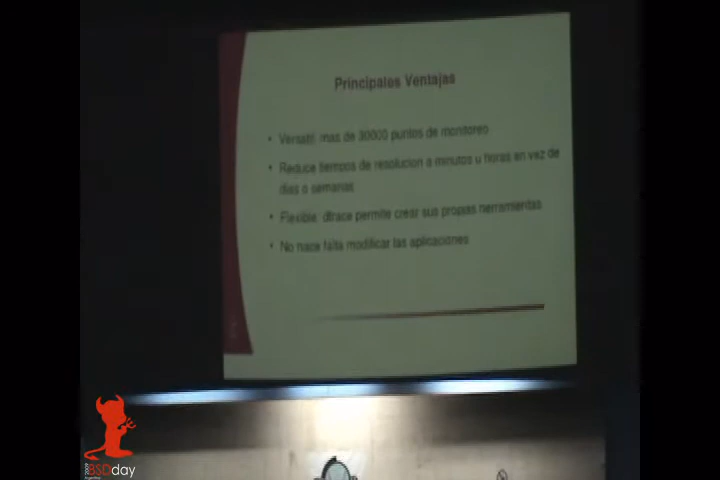 Principales Ventajas
• Versatil: mas de 30000 puntos de monitoreo
• Reduce tiempos de resolucion a minutos u horas en vez de
dias o semanas
• Flexible: dtrace permite crear sus propias herramientas
• No hace falta modificar las aplicaciones
BSDday